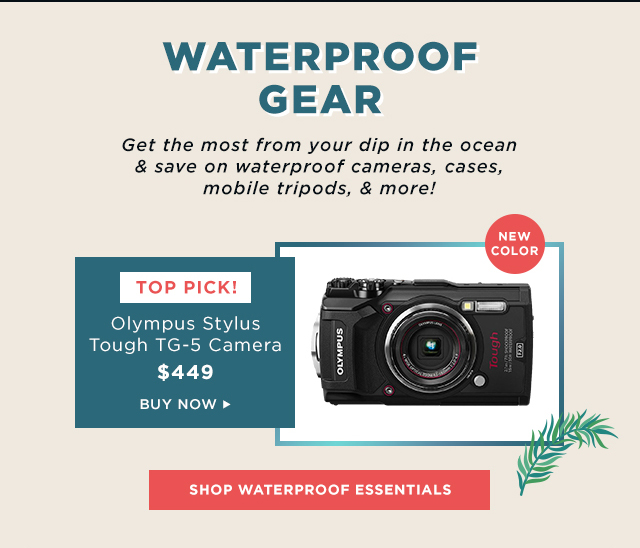 WATERPROOF
GEAR
Get the most from your dip in the ocean
& save on waterproof cameras, cases,
mobile tripods, & more!
NEW
COLOR
TOP PICK!
Olympus Stylus
Tough TG-5 Camera
$449
BUY NOW ▸
OLYMPUS
Tough
SHOP WATERPROOF ESSENTIALS